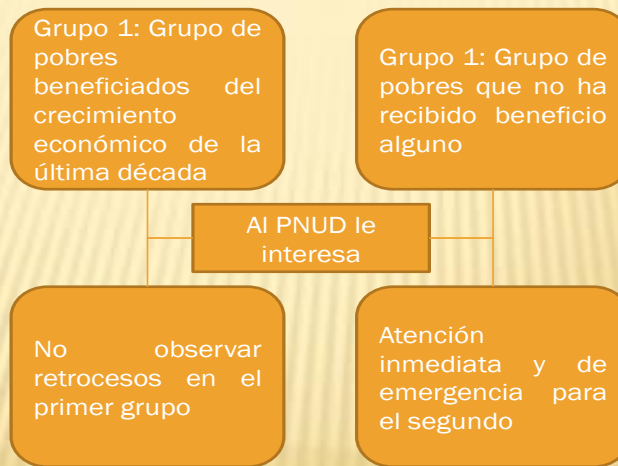 Grupo 1: Grupo de
pobres
beneficiados del
crecimiento
económico de la
última década
Grupo 1: Grupo de
pobres que no ha
recibido beneficio
alguno
Al PNUD le
interesa
No observar
retrocesos en el
primer grupo
Atención
inmediata y de
emergencia para
el segundo